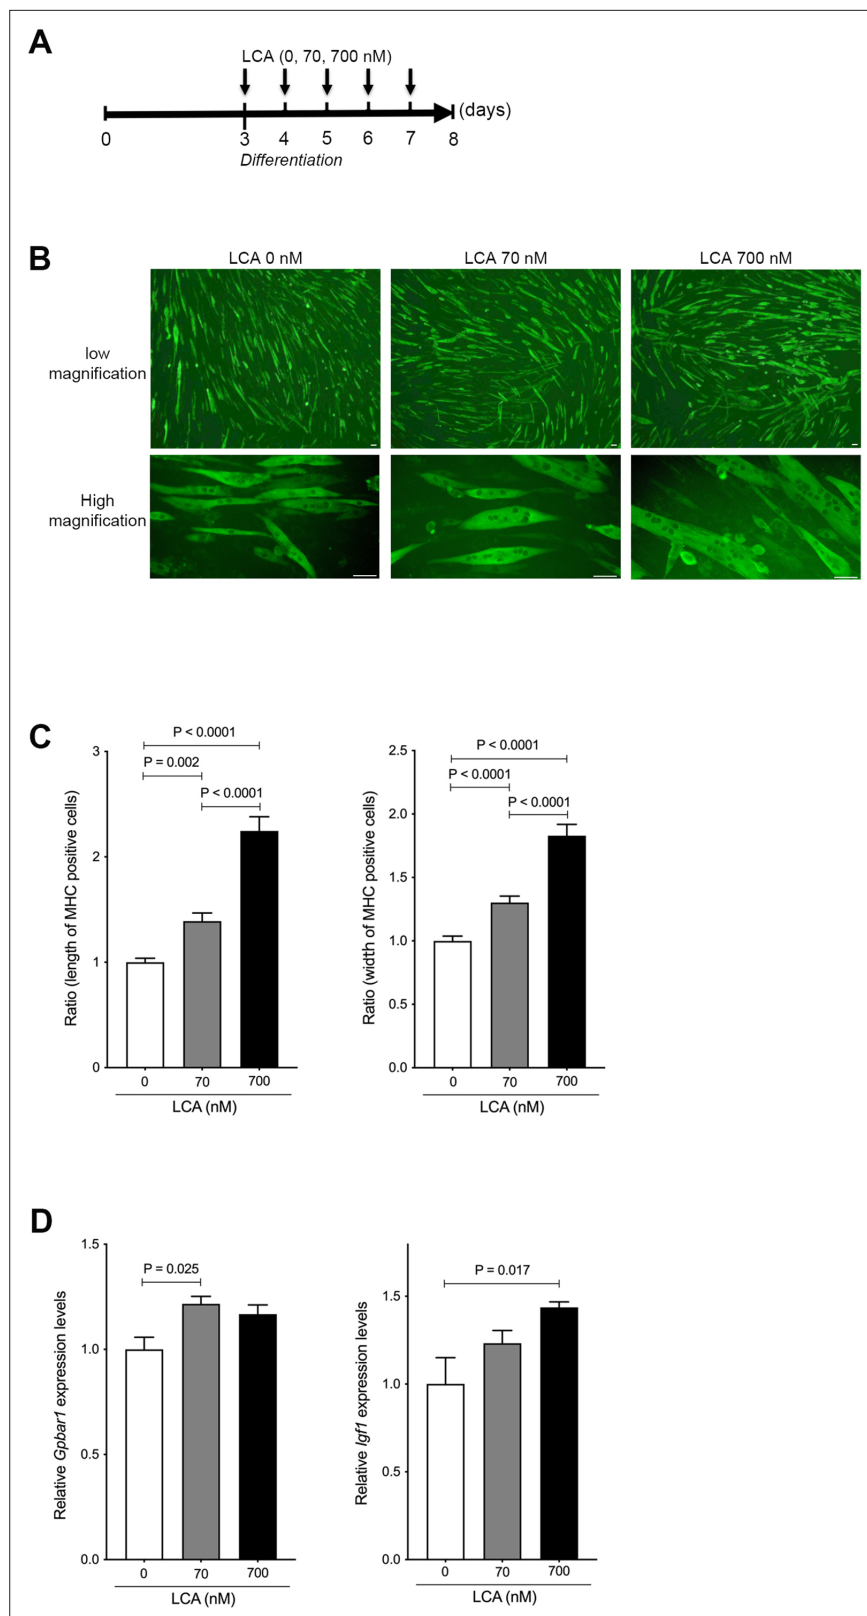 A
LCA (0, 70, 700 nM)
(days)
0 3 4 5 6 7 8
Differentiation
B
LCA 0 nM LCA 70 nM LCA 700 nM
low
magnification
High
magnification
C
Ratio (length of MHC positive cells)
3
2
1
0
P < 0.0001
P = 0.002
P < 0.0001
0 70 700
LCA (nM)
Ratio (width of MHC positive cells)
2.5
2.0
1.5
1.0
0.5
0.0
P < 0.0001
P <0.0001
P <0.0001
0 70 700
LCA (nM)
D
Relative Gpbar1 expression levels
1.5
1.0
0.5
0.0
P = 0.025
0 70 700
LCA (nM)
Relative Igf1 expression levels
1.5
1.0
0.5
0.0
P = 0.017
0 70 700
LCA (nM)